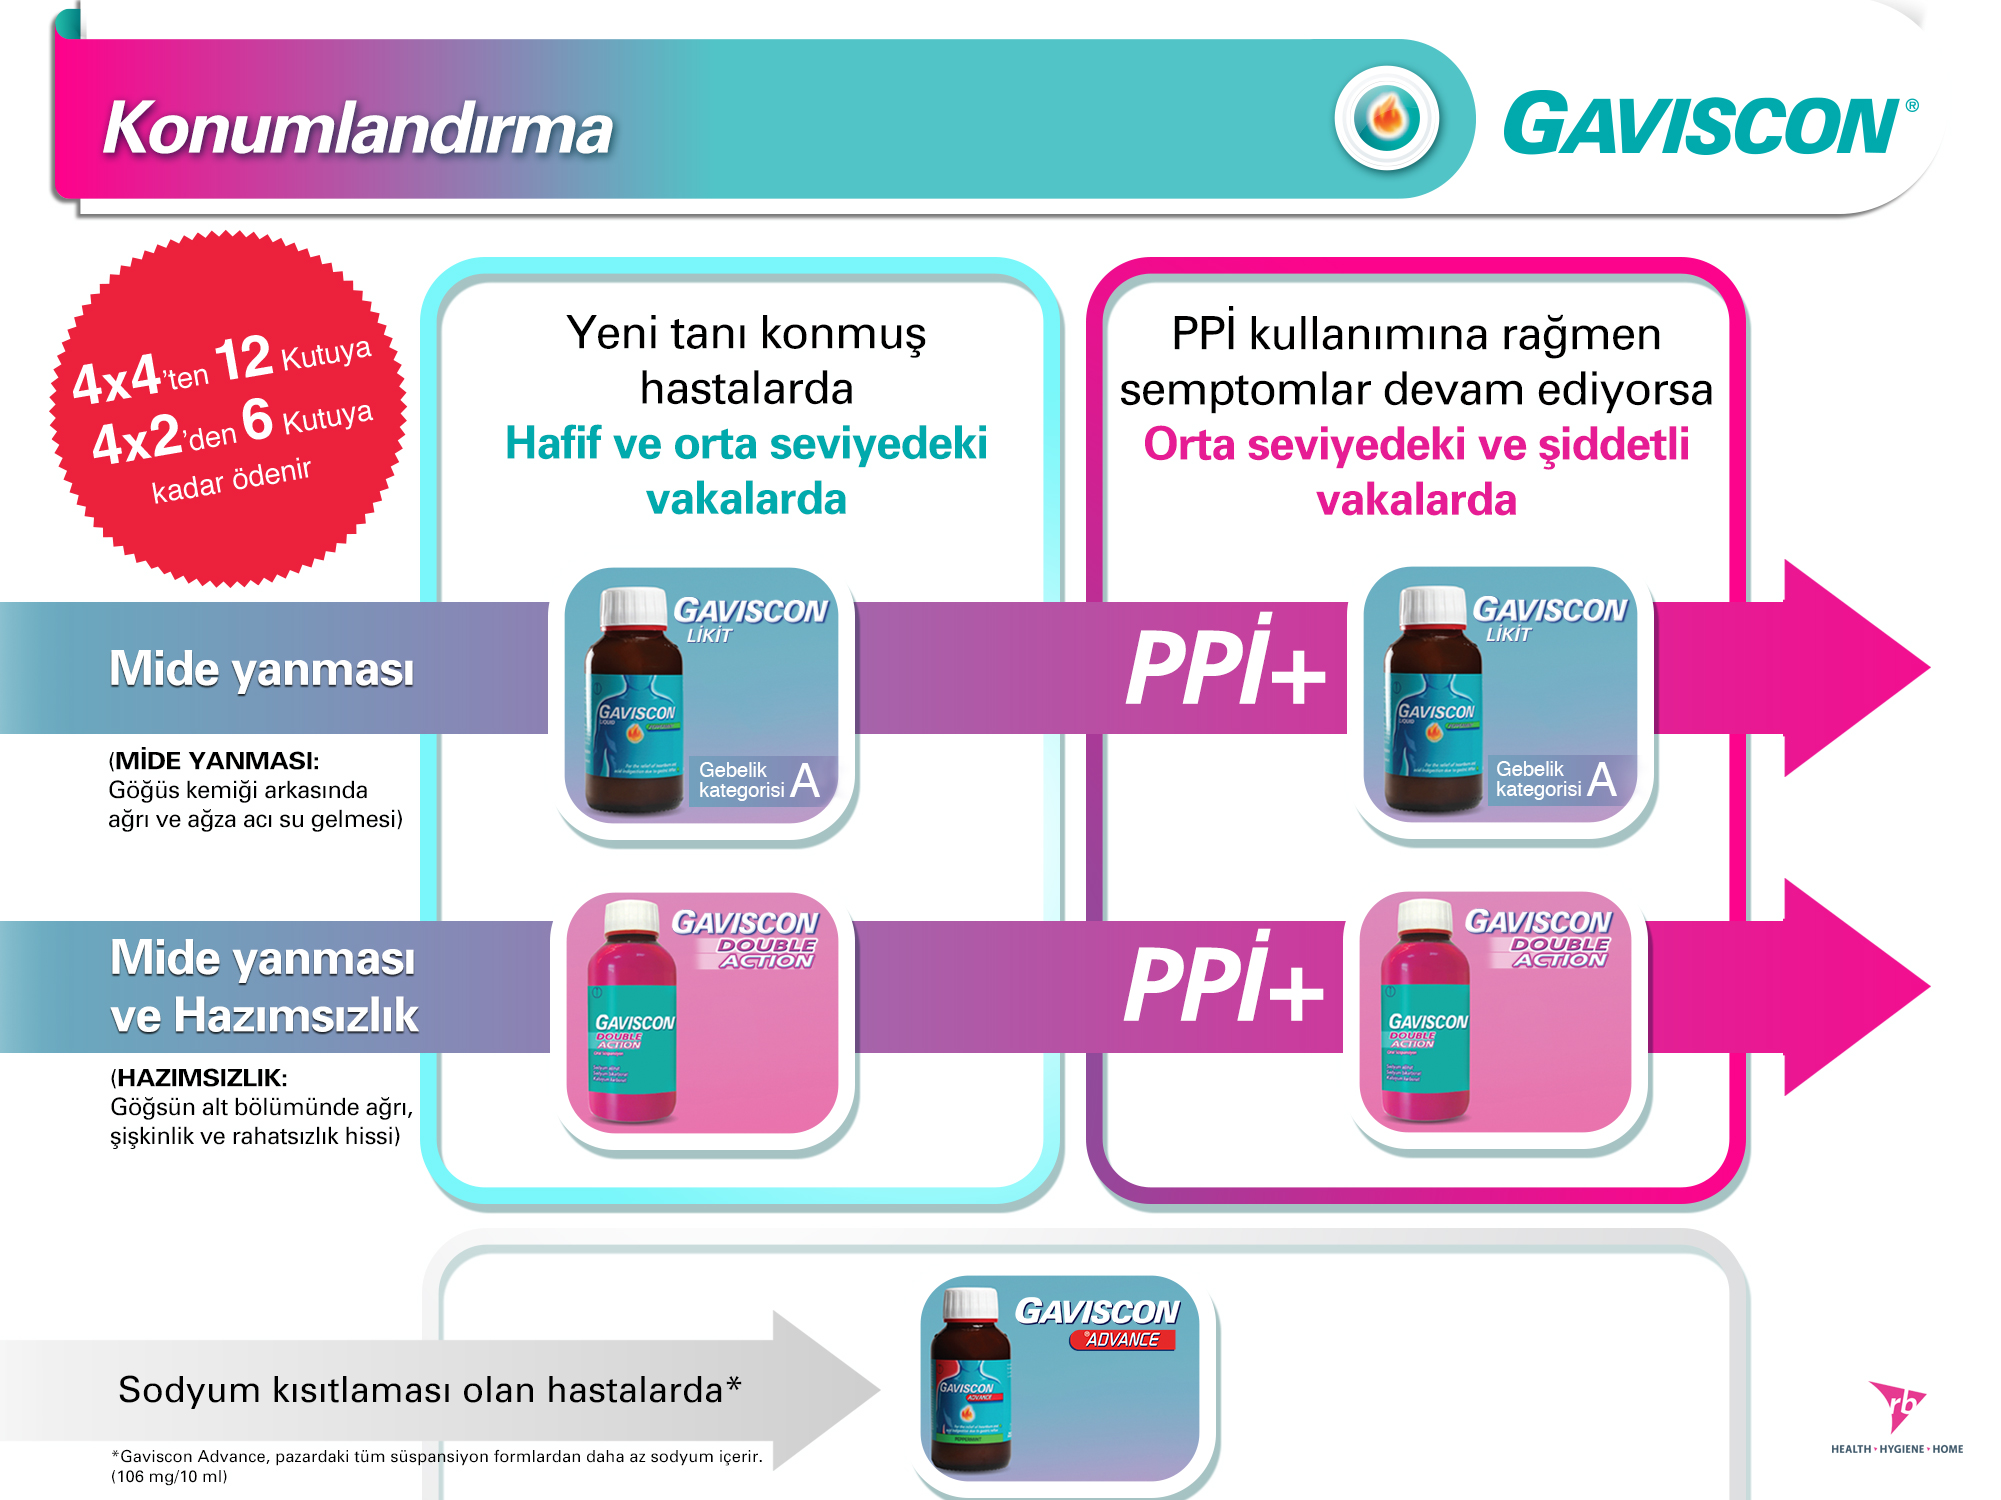 Konumlandırma
GAVISCON®
4x4'ten 12 Kutuya
4x2'den 6 Kutuya
kadar ödenir
Yeni tanı konmuş
hastalarda
Hafif ve orta seviyedeki
vakalarda
PPİ kullanımına rağmen
semptomlar devam ediyorsa
Orta seviyedeki ve şiddetli
vakalarda
Mide yanması
GAVISCON
LİKİT
GAVISCON
LIQUID
Gebelik
kategorisi A
PPİ+
GAVISCON
LİKİT
GAVISCON
LIQUID
Gebelik
kategorisi A
(MİDE YANMASI:
Göğüs kemiği arkasında
ağrı ve ağza acı su gelmesi)
Mide yanması
ve Hazımsızlık
GAVISCON
DOUBLE
ACTION
GAVISCON
DOUBLE
ACTION
PPİ+
GAVISCON
DOUBLE
ACTION
GAVISCON
DOUBLE
ACTION
(HAZIMSIZLIK:
Göğsün alt bölümünde ağrı,
şişkinlik ve rahatsızlık hissi)
Sodyum kısıtlaması olan hastalarda*
GAVISCON
®ADVANCE
GAVISCON
ADVANCE
*Gaviscon Advance, pazardaki tüm süspansiyon formlardan daha az sodyum içerir.
(106 mg/10 ml)
rb
HEALTH • HYGIENE • HOME